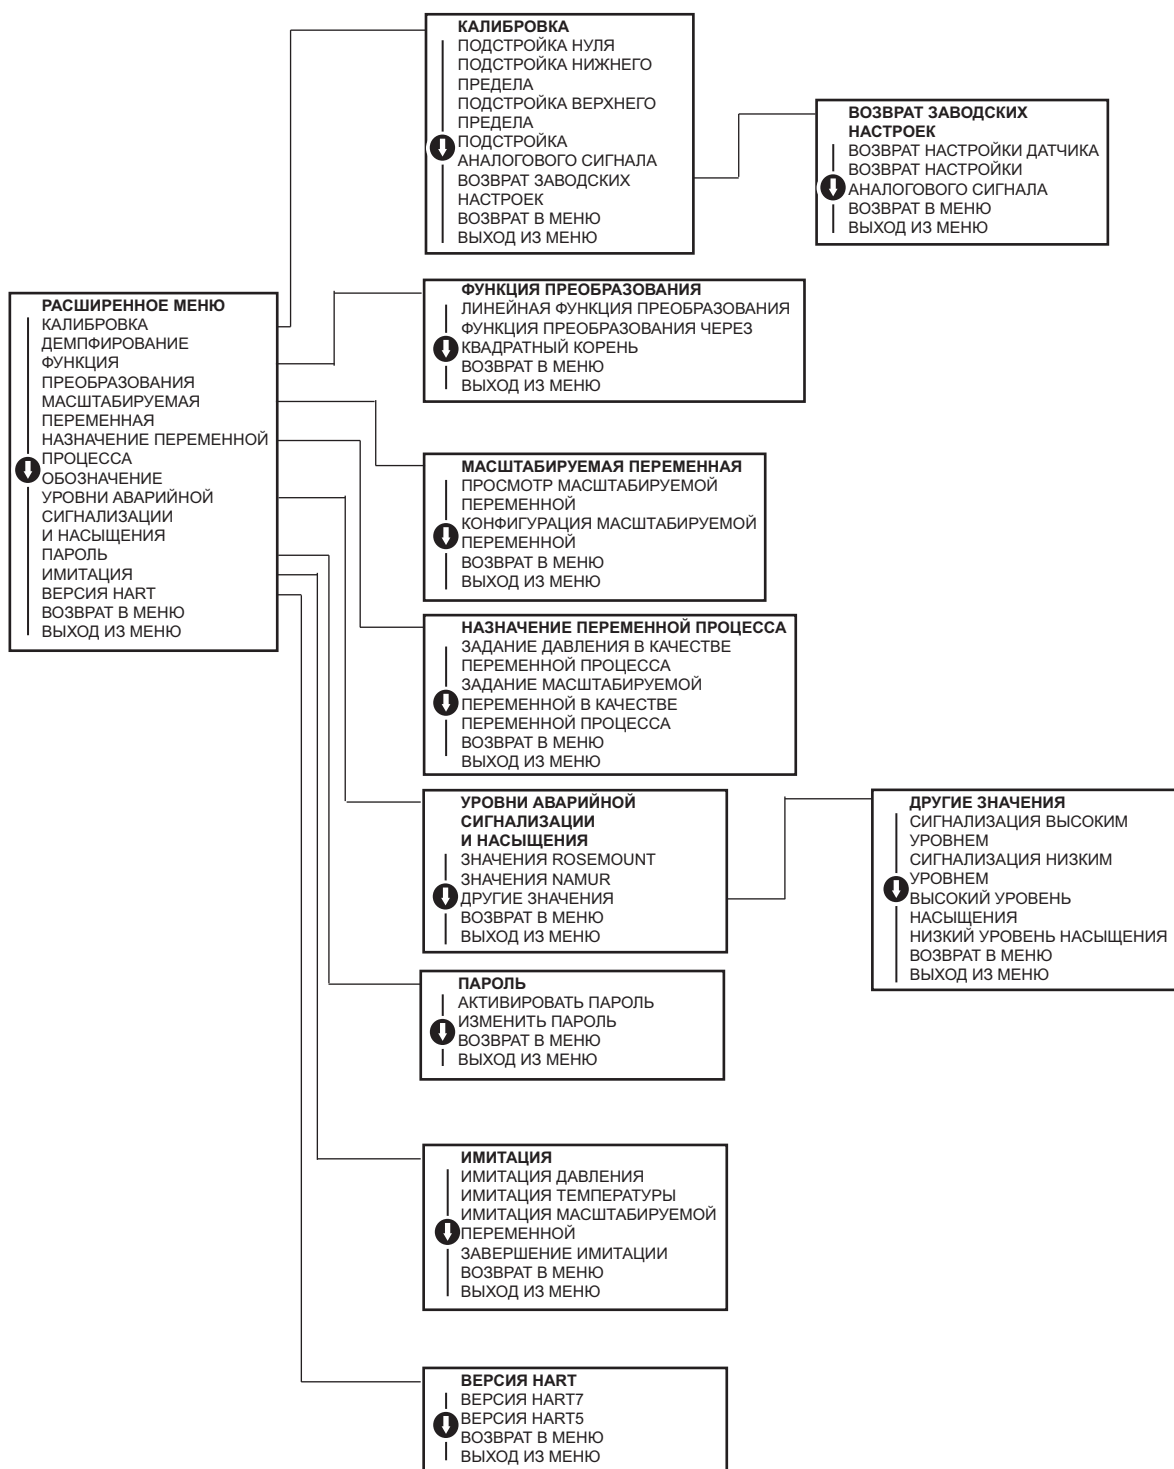 РАСШИРЕННОЕ МЕНЮ
КАЛИБРОВКА
ДЕМПФИРОВАНИЕ
ФУНКЦИЯ
ПРЕОБРАЗОВАНИЯ
МАСШТАБИРУЕМАЯ
ПЕРЕМЕННАЯ
НАЗНАЧЕНИЕ ПЕРЕМЕННОЙ
ПРОЦЕССА
ОБОЗНАЧЕНИЕ
УРОВНИ АВАРИЙНОЙ
СИГНАЛИЗАЦИИ
И НАСЫЩЕНИЯ
ПАРОЛЬ
ИМИТАЦИЯ
ВЕРСИЯ HART
ВОЗВРАТ В МЕНЮ
ВЫХОД ИЗ МЕНЮ
КАЛИБРОВКА
ПОДСТРОЙКА НУЛЯ
ПОДСТРОЙКА НИЖНЕГО
ПРЕДЕЛА
ПОДСТРОЙКА ВЕРХНЕГО
ПРЕДЕЛА
ПОДСТРОЙКА
АНАЛОГОВОГО СИГНАЛА
ВОЗВРАТ ЗАВОДСКИХ
НАСТРОЕК
ВОЗВРАТ В МЕНЮ
ВЫХОД ИЗ МЕНЮ
ВОЗВРАТ ЗАВОДСКИХ
НАСТРОЕК
ВОЗВРАТ НАСТРОЙКИ ДАТЧИКА
ВОЗВРАТ НАСТРОЙКИ
АНАЛОГОВОГО СИГНАЛА
ВОЗВРАТ В МЕНЮ
ВЫХОД ИЗ МЕНЮ
ФУНКЦИЯ ПРЕОБРАЗОВАНИЯ
ЛИНЕЙНАЯ ФУНКЦИЯ ПРЕОБРАЗОВАНИЯ
ФУНКЦИЯ ПРЕОБРАЗОВАНИЯ ЧЕРЕЗ
КВАДРАТНЫЙ КОРЕНЬ
ВОЗВРАТ В МЕНЮ
ВЫХОД ИЗ МЕНЮ
МАСШТАБИРУЕМАЯ ПЕРЕМЕННАЯ
ПРОСМОТР МАСШТАБИРУЕМОЙ
ПЕРЕМЕННОЙ
КОНФИГУРАЦИЯ МАСШТАБИРУЕМОЙ
ПЕРЕМЕННОЙ
ВОЗВРАТ В МЕНЮ
ВЫХОД ИЗ МЕНЮ
НАЗНАЧЕНИЕ ПЕРЕМЕННОЙ ПРОЦЕССА
ЗАДАНИЕ ДАВЛЕНИЯ В КАЧЕСТВЕ
ПЕРЕМЕННОЙ ПРОЦЕССА
ЗАДАНИЕ МАСШТАБИРУЕМОЙ
ПЕРЕМЕННОЙ В КАЧЕСТВЕ
ПЕРЕМЕННОЙ ПРОЦЕССА
ВОЗВРАТ В МЕНЮ
ВЫХОД ИЗ МЕНЮ
УРОВНИ АВАРИЙНОЙ
СИГНАЛИЗАЦИИ
И НАСЫЩЕНИЯ
ЗНАЧЕНИЯ ROSEMOUNT
ЗНАЧЕНИЯ NAMUR
ДРУГИЕ ЗНАЧЕНИЯ
ВОЗВРАТ В МЕНЮ
ВЫХОД ИЗ МЕНЮ
ДРУГИЕ ЗНАЧЕНИЯ
СИГНАЛИЗАЦИЯ ВЫСОКИМ
УРОВНЕМ
СИГНАЛИЗАЦИЯ НИЗКИМ
УРОВНЕМ
ВЫСОКИЙ УРОВЕНЬ
НАСЫЩЕНИЯ
НИЗКИЙ УРОВЕНЬ НАСЫЩЕНИЯ
ВОЗВРАТ В МЕНЮ
ВЫХОД ИЗ МЕНЮ
ПАРОЛЬ
АКТИВИРОВАТЬ ПАРОЛЬ
ИЗМЕНИТЬ ПАРОЛЬ
ВОЗВРАТ В МЕНЮ
ВЫХОД ИЗ МЕНЮ
ИМИТАЦИЯ
ИМИТАЦИЯ ДАВЛЕНИЯ
ИМИТАЦИЯ ТЕМПЕРАТУРЫ
ИМИТАЦИЯ МАСШТАБИРУЕМОЙ
ПЕРЕМЕННОЙ
ЗАВЕРШЕНИЕ ИМИТАЦИИ
ВОЗВРАТ В МЕНЮ
ВЫХОД ИЗ МЕНЮ
ВЕРСИЯ HART
ВЕРСИЯ HART7
ВЕРСИЯ HART5
ВОЗВРАТ В МЕНЮ
ВЫХОД ИЗ МЕНЮ